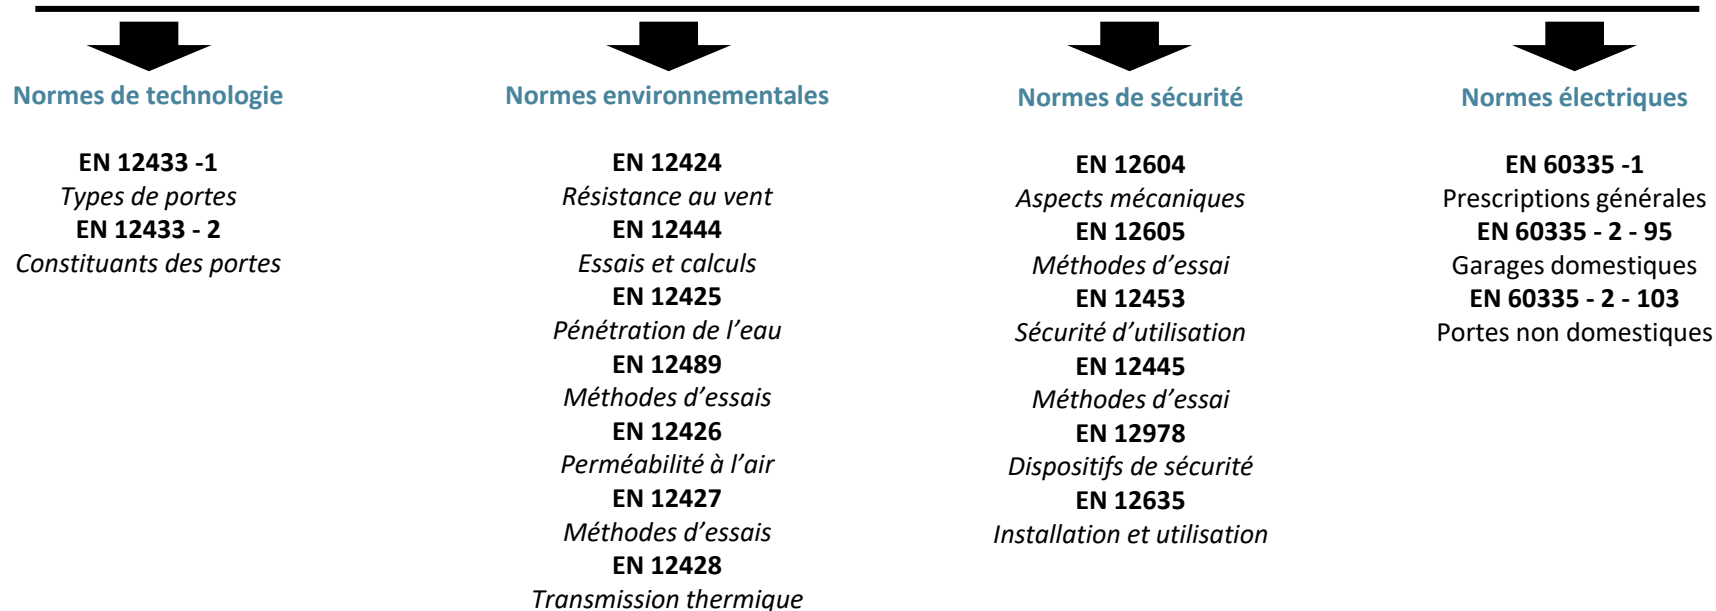 Normes de technologie
EN 12433 -1
Types de portes
EN 12433 - 2
Constituants des portes
Normes environnementales
EN 12424
Résistance au vent
EN 12444
Essais et calculs
EN 12425
Pénétration de l'eau
EN 12489
Méthodes d'essais
EN 12426
Perméabilité à l'air
EN 12427
Méthodes d'essais
EN 12428
Transmission thermique
Normes de sécurité
EN 12604
Aspects mécaniques
EN 12605
Méthodes d'essai
EN 12453
Sécurité d'utilisation
EN 12445
Méthodes d'essai
EN 12978
Dispositifs de sécurité
EN 12635
Installation et utilisation
Normes électriques
EN 60335 -1
Prescriptions générales
EN 60335 - 2 - 95
Garages domestiques
EN 60335 - 2 - 103
Portes non domestiques